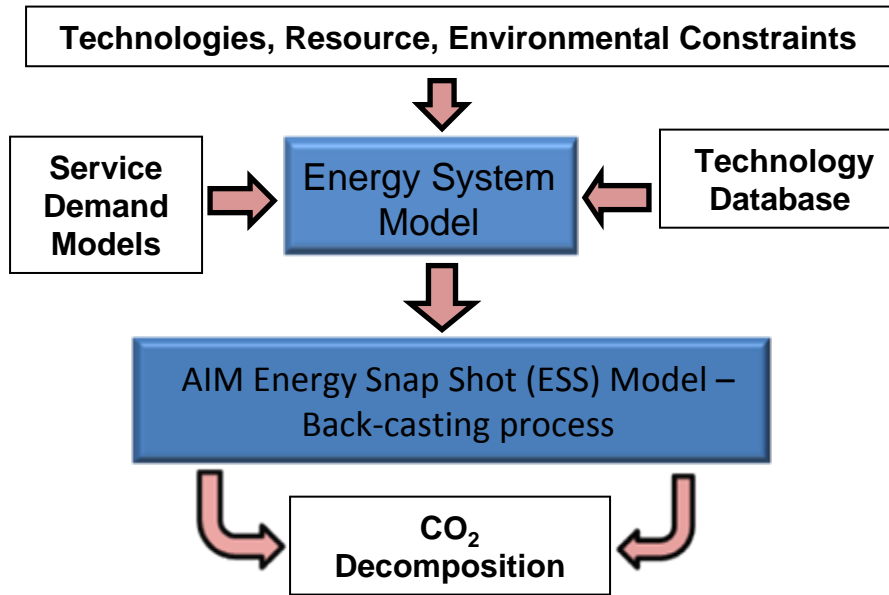 Technologies, Resource, Environmental Constraints
Service
Demand
Models
Energy System
Model
Technology
Database
AIM Energy Snap Shot (ESS) Model –
Back-casting process
CO₂
Decomposition